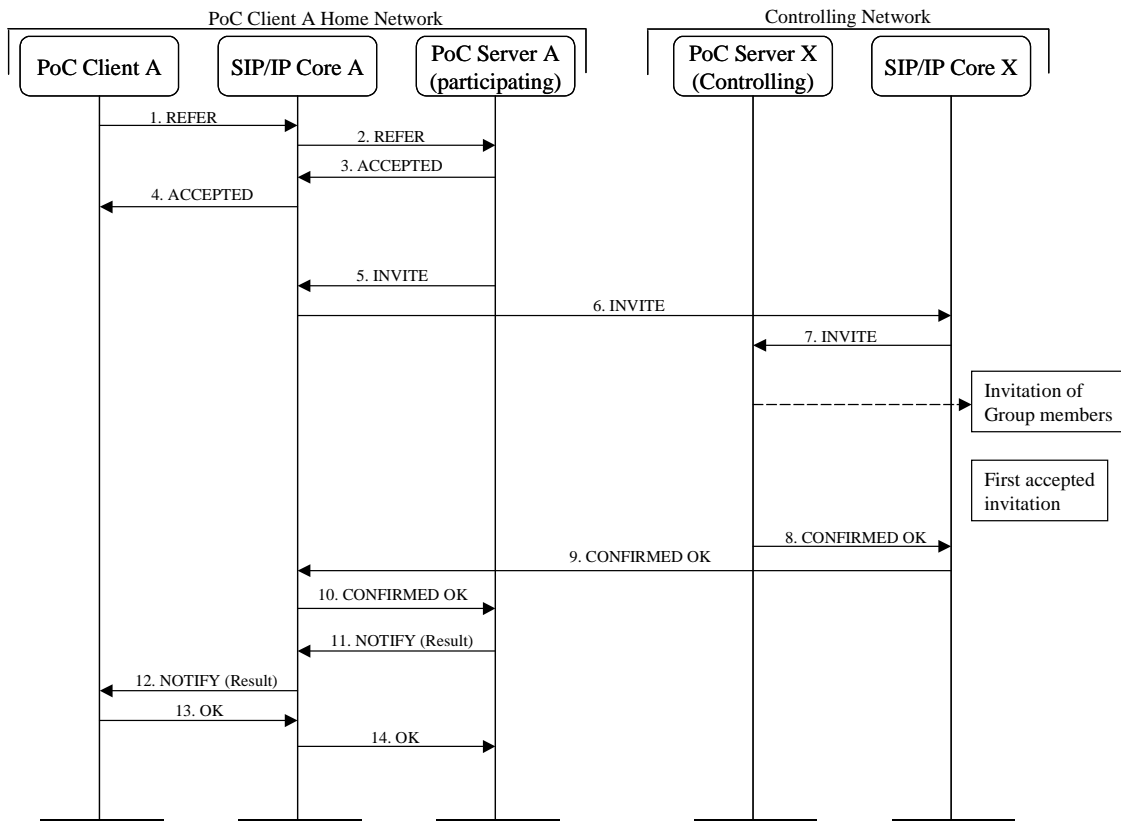 PoC Client A Home Network
Controlling Network
PoC Client A
SIP/IP Core A
PoC Server A
(participating)
PoC Server X
(Controlling)
SIP/IP Core X
1. REFER
2. REFER
3. ACCEPTED
4. ACCEPTED
5. INVITE
6. INVITE
7. INVITE
Invitation of
Group members
First accepted
invitation
8. CONFIRMED OK
9. CONFIRMED OK
10. CONFIRMED OK
11. NOTIFY (Result)
12. NOTIFY (Result)
13. OK
14. OK